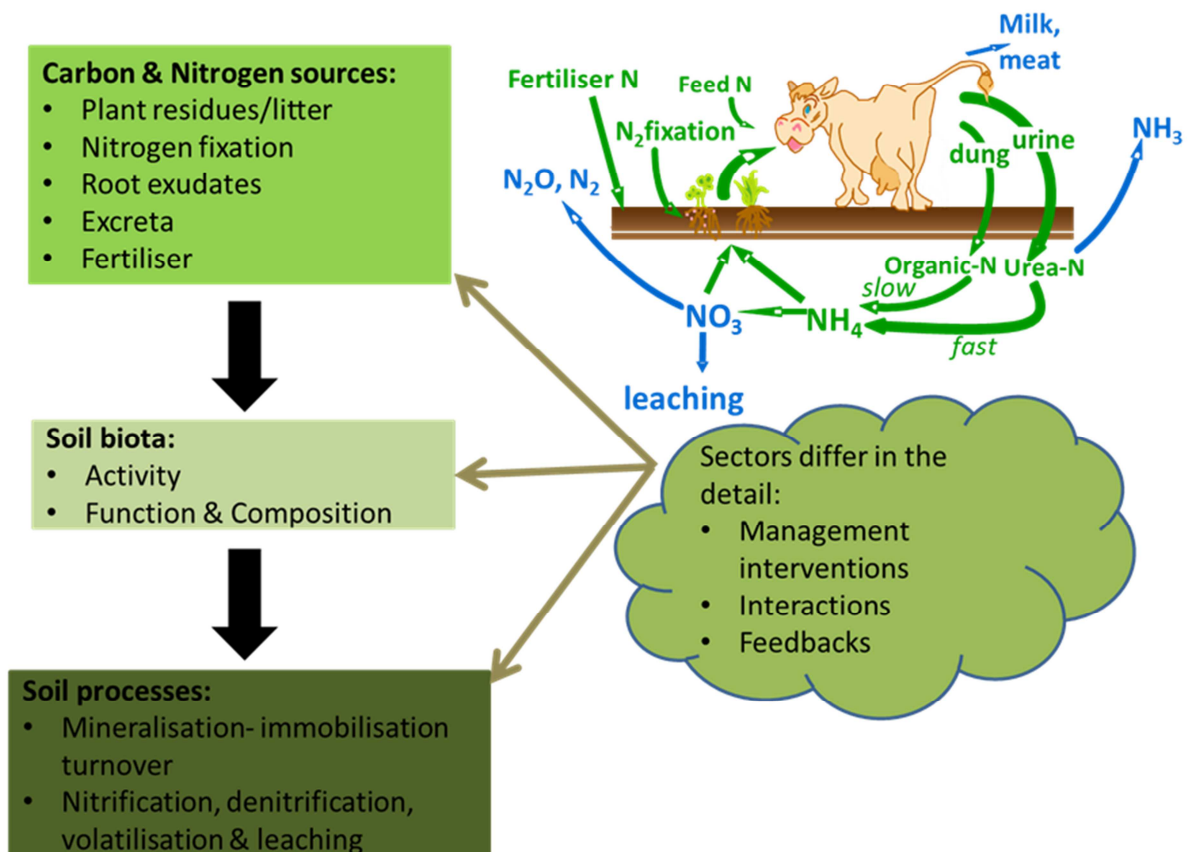 Carbon & Nitrogen sources:
• Plant residues/litter
• Nitrogen fixation
• Root exudates
• Excreta
• Fertiliser
Soil biota:
• Activity
• Function & Composition
Soil processes:
• Mineralisation- immobilisation
turnover
• Nitrification, denitrification,
volatilisation & leaching
Milk,
meat
Fertiliser N
Feed N
N₂fixation
N₂O, N₂
dung
urine
NH₃
Organic-N
Urea-N
slow
NO₃
NH₄
fast
leaching
Sectors differ in the
detail:
• Management
interventions
• Interactions
• Feedbacks